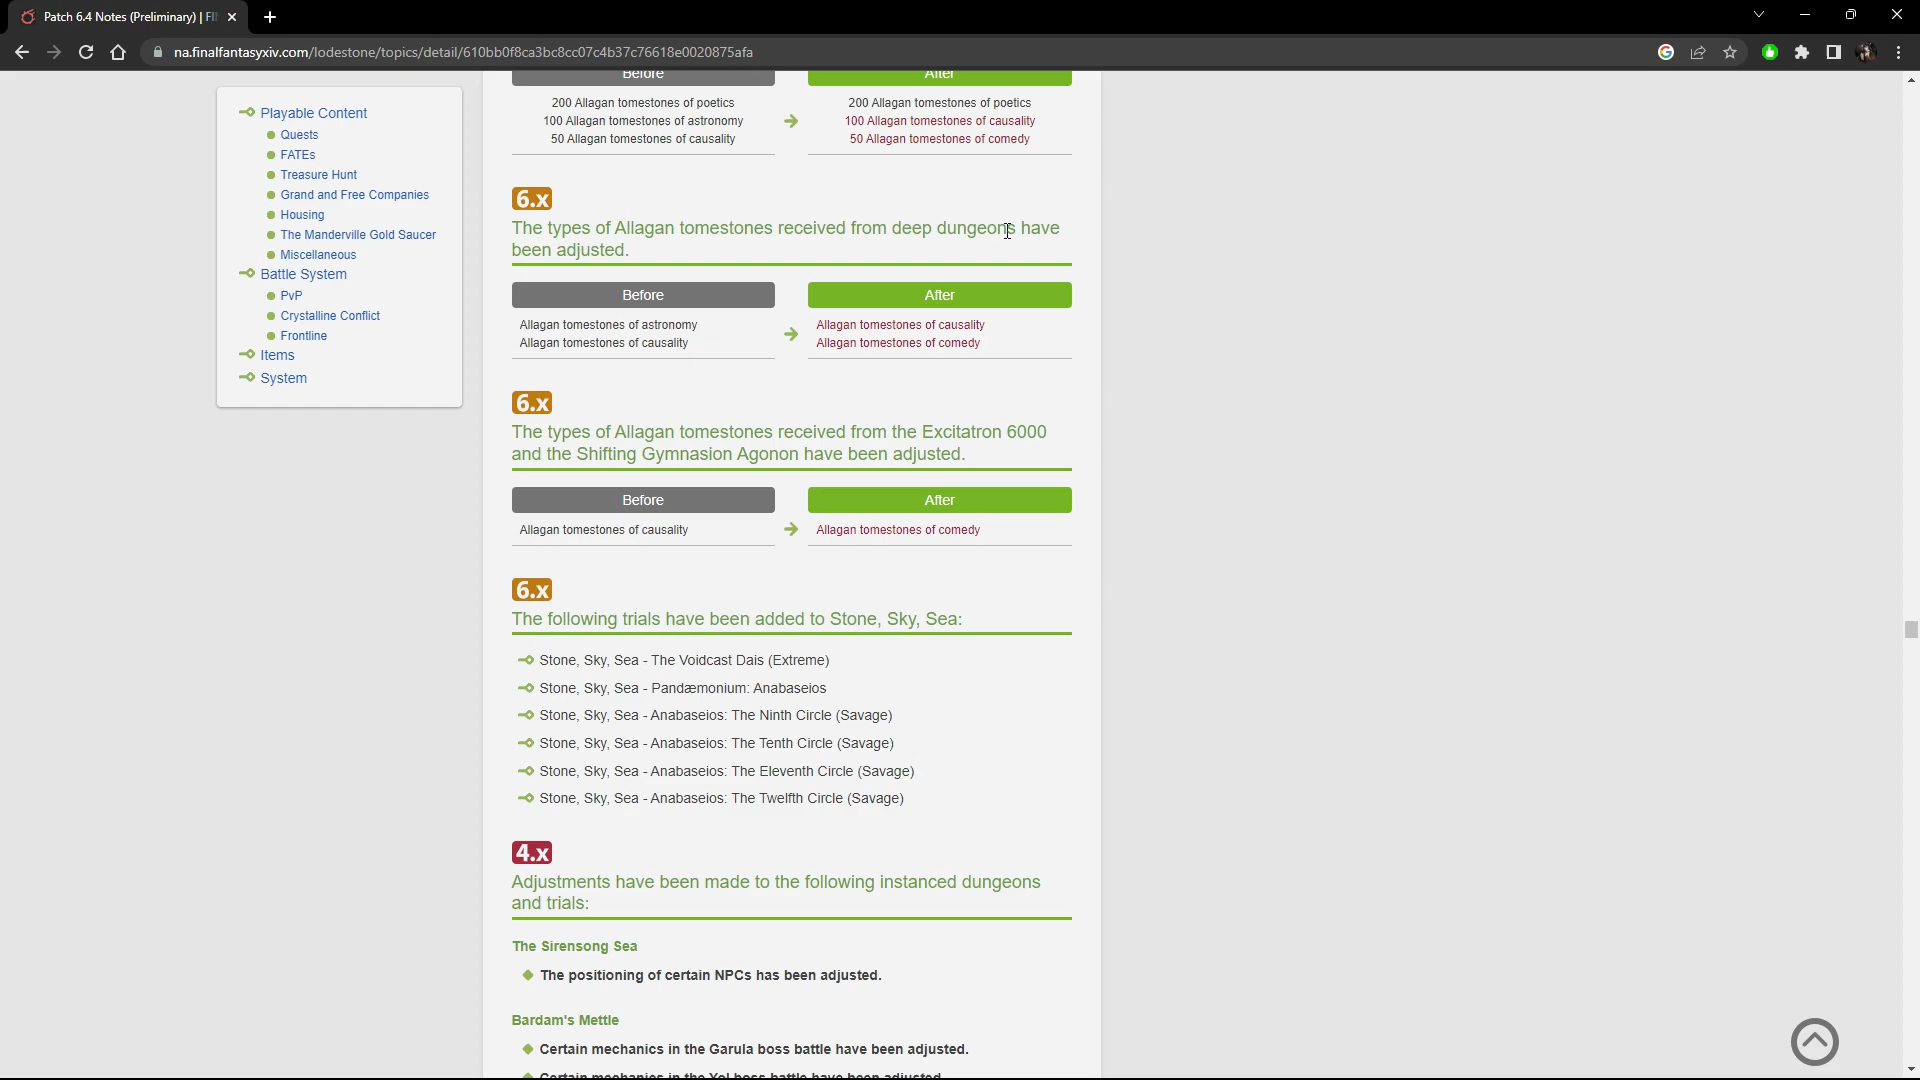 Patch 6.4 Notes (Preliminary) | FI
na.finalfantasyxiv.com/lodestone/topics/detail/610bb0f8ca3bc8cc07c4b37c76618e0020875afa
Playable Content
Quests
FATEs
Treasure Hunt
Grand and Free Companies
Housing
The Manderville Gold Saucer
Miscellaneous
Battle System
PvP
Crystalline Conflict
Frontline
Items
System
Before After
200 Allagan tomestones of poetics 200 Allagan tomestones of poetics
100 Allagan tomestones of astronomy 100 Allagan tomestones of causality
50 Allagan tomestones of causality 50 Allagan tomestones of comedy
6.x
The types of Allagan tomestones received from deep dungeons have
been adjusted.
Before After
Allagan tomestones of astronomy Allagan tomestones of causality
Allagan tomestones of causality Allagan tomestones of comedy
6.x
The types of Allagan tomestones received from the Excitatron 6000
and the Shifting Gymnasion Agonon have been adjusted.
Before After
Allagan tomestones of causality Allagan tomestones of comedy
6.x
The following trials have been added to Stone, Sky, Sea:
Stone, Sky, Sea - The Voidcast Dais (Extreme)
Stone, Sky, Sea - Pandæmonium: Anabaseios
Stone, Sky, Sea - Anabaseios: The Ninth Circle (Savage)
Stone, Sky, Sea - Anabaseios: The Tenth Circle (Savage)
Stone, Sky, Sea - Anabaseios: The Eleventh Circle (Savage)
Stone, Sky, Sea - Anabaseios: The Twelfth Circle (Savage)
4.x
Adjustments have been made to the following instanced dungeons
and trials:
The Sirensong Sea
The positioning of certain NPCs has been adjusted.
Bardam's Mettle
Certain mechanics in the Garula boss battle have been adjusted.
Certain mechanics in the Yol boss battle have been adjusted.